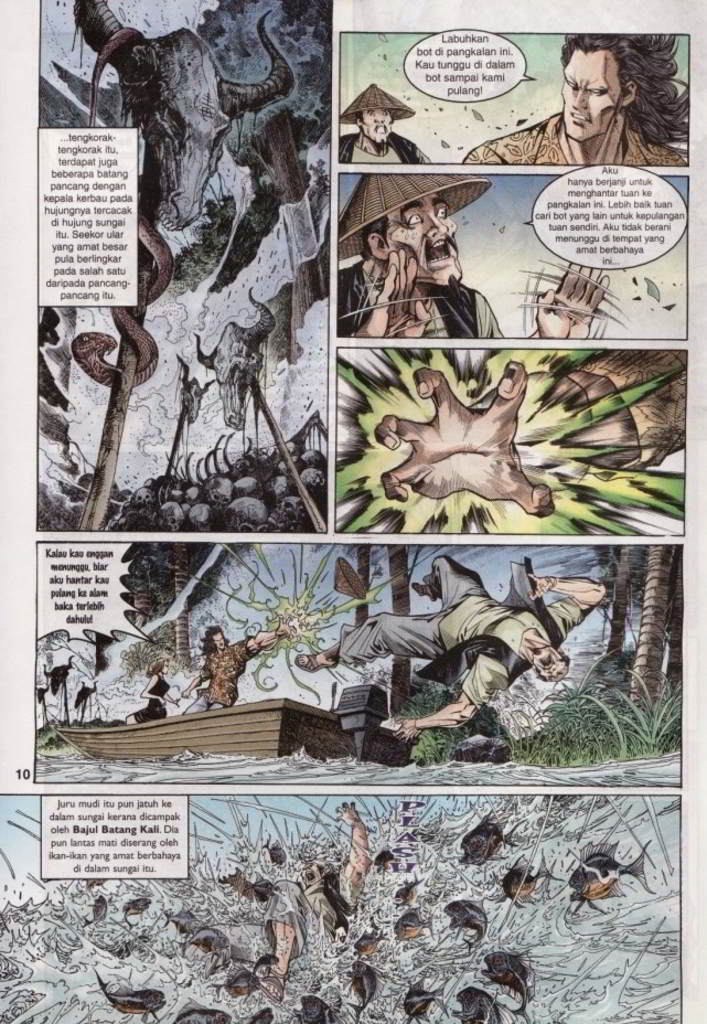 ...tengkorak-
tengkorak itu,
terdapat juga
beberapa batang
pancang dengan
kepala kerbau pada
hujungnya tercacak
di hujung sungai
itu. Seekor ular
yang amat besar
pula berlingkar
pada salah satu
daripada pancang-
pancang itu.
Labuhkan
bot di pangkalan ini.
Kau tunggu di dalam
bot sampai kami
pulang!
Aku
hanya berjanji untuk
menghantar tuan ke
pangkalan ini. Lebih baik tuan
cari bot yang lain untuk kepulangan
tuan sendiri. Aku tidak berani
menunggu di tempat yang
amat berbahaya
ini...
Kalau kau enggan
menunggu, biar
aku hantar kau
pulang ke alam
baka terlebih
dahulu!
10
Juru mudi itu pun jatuh ke
dalam sungai kerana dicampak
oleh Bajul Batang Kali. Dia
pun lantas mati diserang oleh
ikan-ikan yang amat berbahaya
di dalam sungai itu.
PLASH